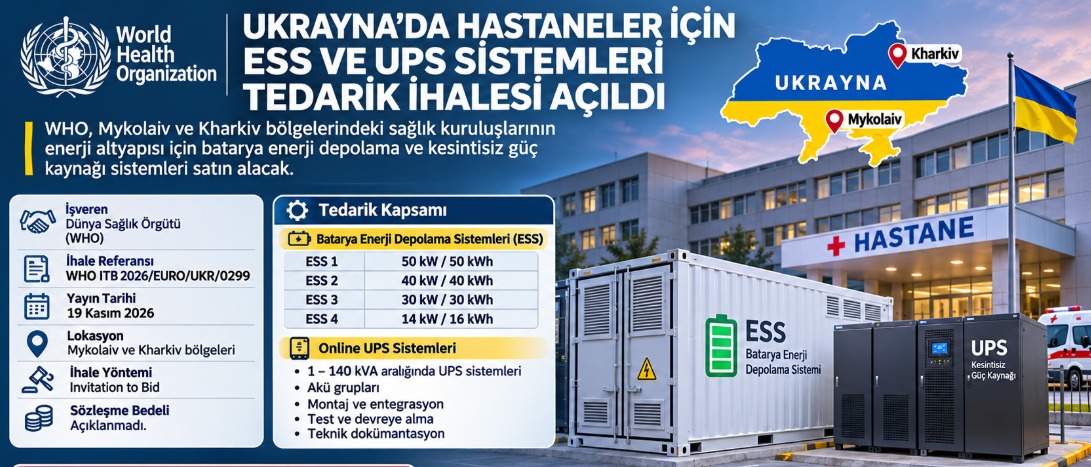 World
Health
Organization
UKRAYNA'DA HASTANELER İÇİN
ESS VE UPS SİSTEMLERİ
TEDARİK İHALESİ AÇILDI
WHO, Mykolaiv ve Kharkiv bölgelerindeki sağlık kuruluşlarının
enerji altyapısı için batarya enerji depolama ve kesintisiz güç
kaynağı sistemleri satın alacak.
Kharkiv
UKRAYNA
Mykolaiv
İşveren
Dünya Sağlık Örgütü
(WHO)
İhale Referansı
WHO ITB 2026/EURO/UKR/0299
Yayın Tarihi
19 Kasım 2026
Lokasyon
Mykolaiv ve Kharkiv bölgeleri
İhale Yöntemi
Invitation to Bid
Sözleşme Bedeli
Açıklanmadı.
Tedarik Kapsamı
Batarya Enerji Depolama Sistemleri (ESS)
ESS 1 50 kW / 50 kWh
ESS 2 40 kW / 40 kWh
ESS 3 30 kW / 30 kWh
ESS 4 14 kW / 16 kWh
Online UPS Sistemleri
• 1 – 140 kVA aralığında UPS sistemleri
• Akü grupları
• Montaj ve entegrasyon
• Test ve devreye alma
• Teknik dokümantasyon
HASTANE
ESS
Batarya Enerji
Depolama Sistemi
UPS
Kesintisiz
Güç Kaynağı